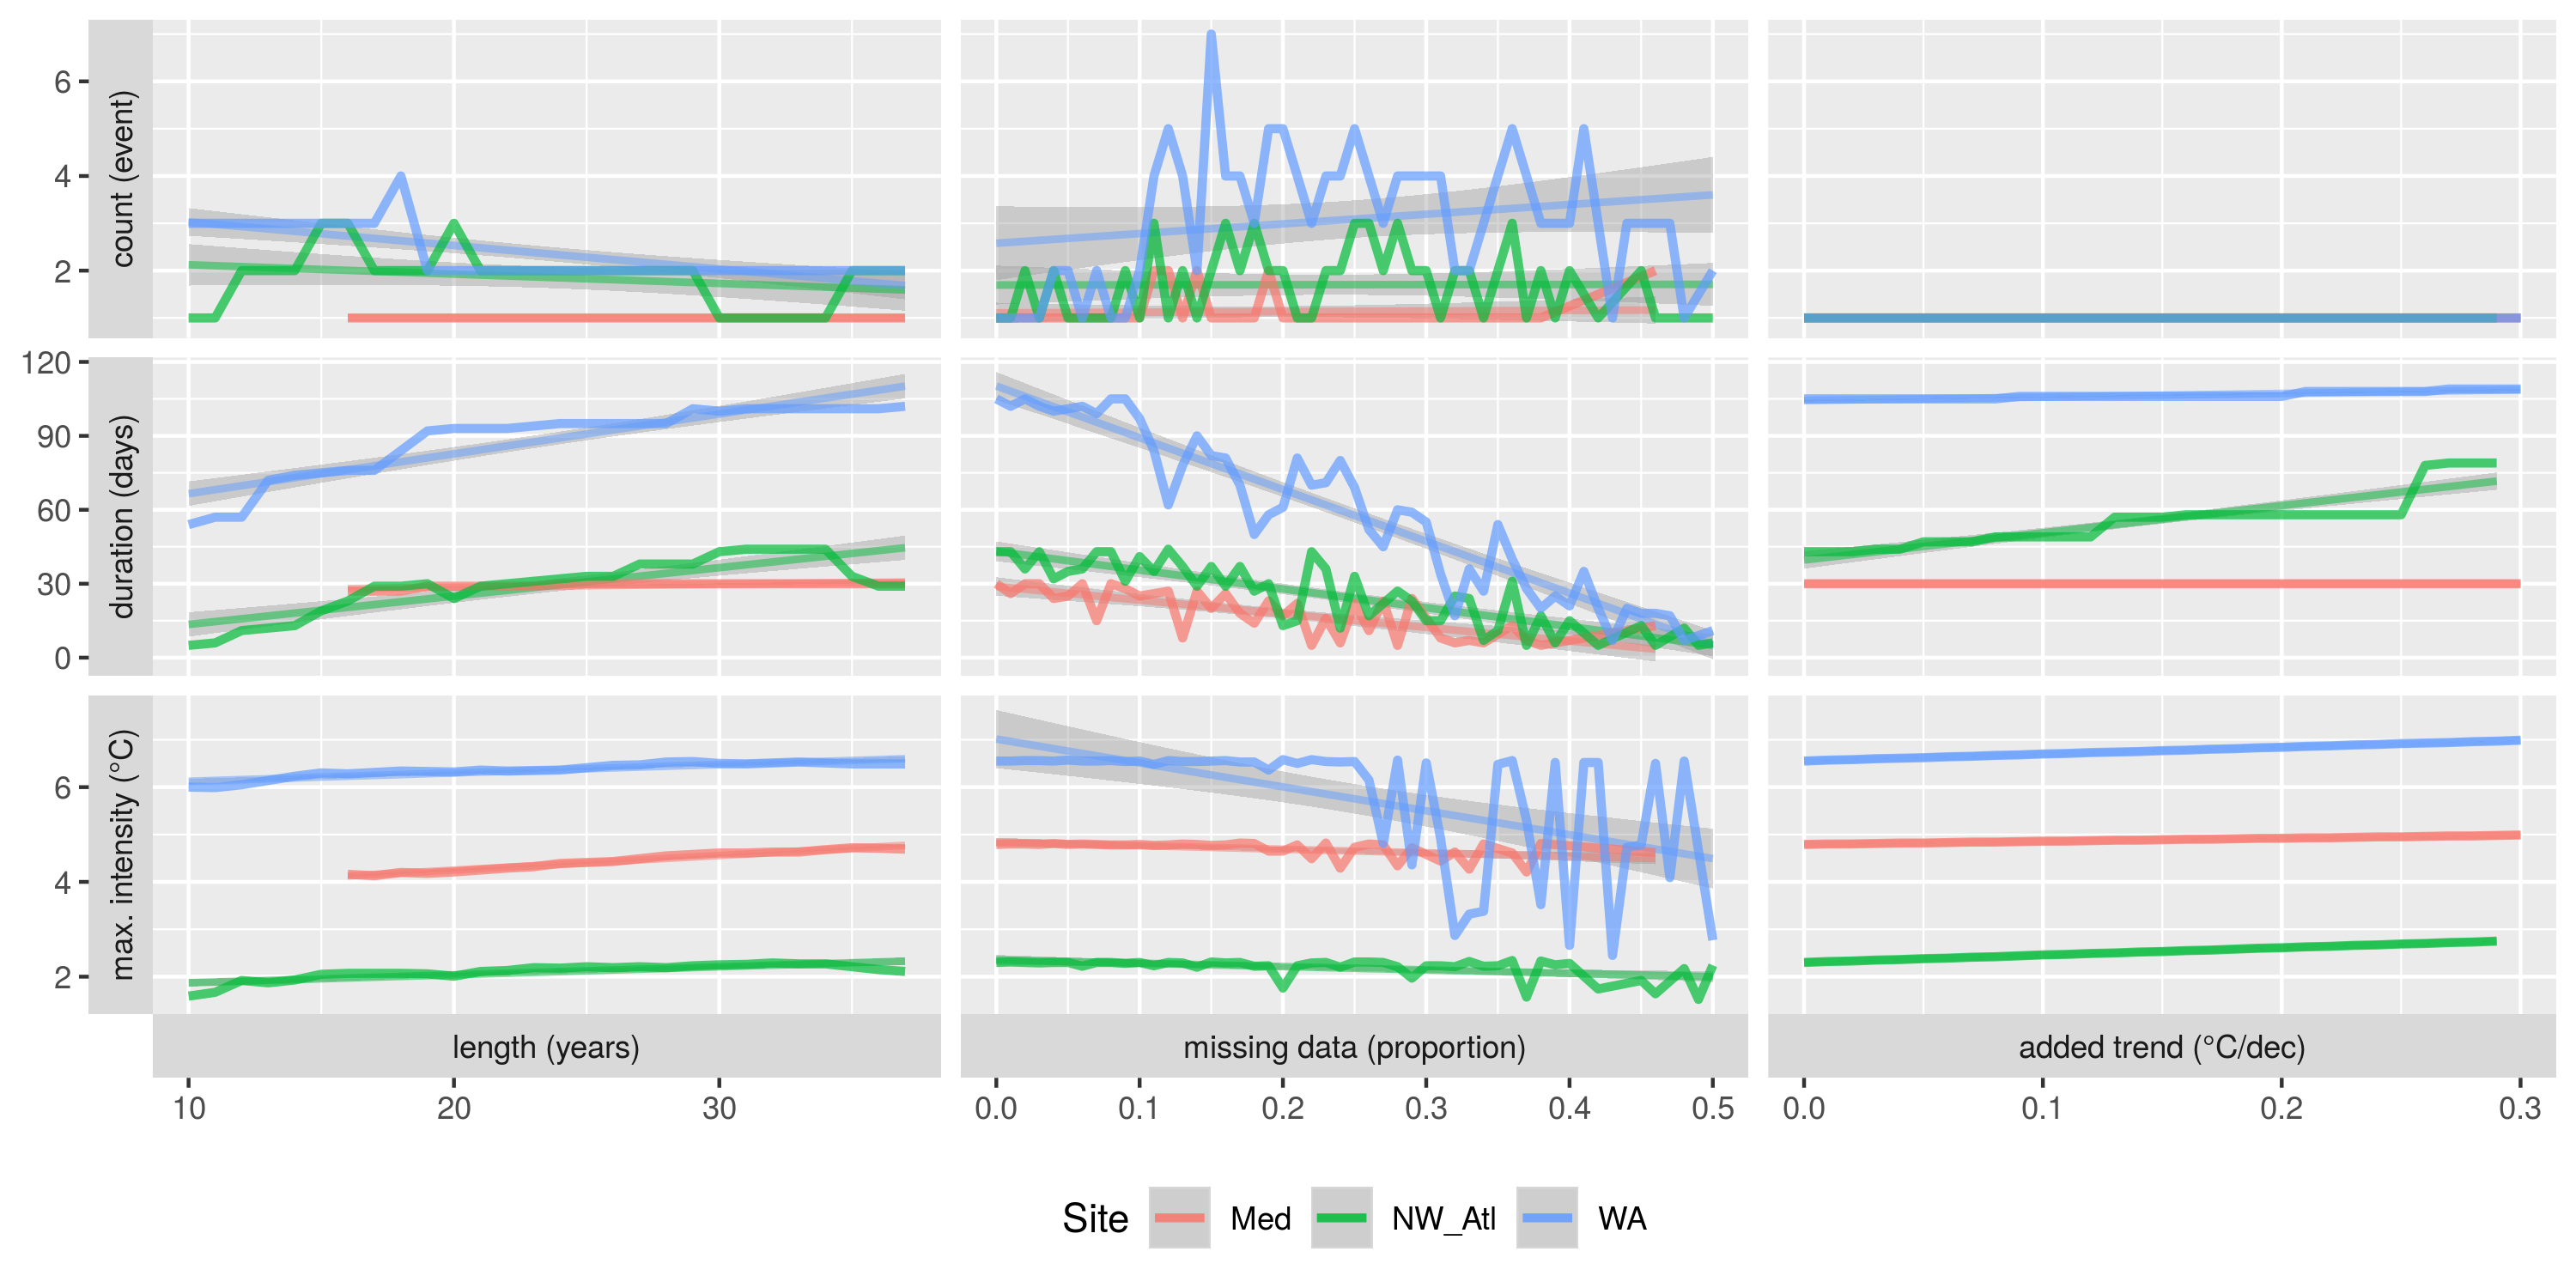 count (event)
6
4
2
duration (days)
120
90
60
30
0
max. intensity (°C)
6
4
2
length (years)
missing data (proportion)
added trend (°C/dec)
10 20 30
0.0 0.1 0.2 0.3 0.4 0.5
0.0 0.1 0.2 0.3
Site Med NW_Atl WA